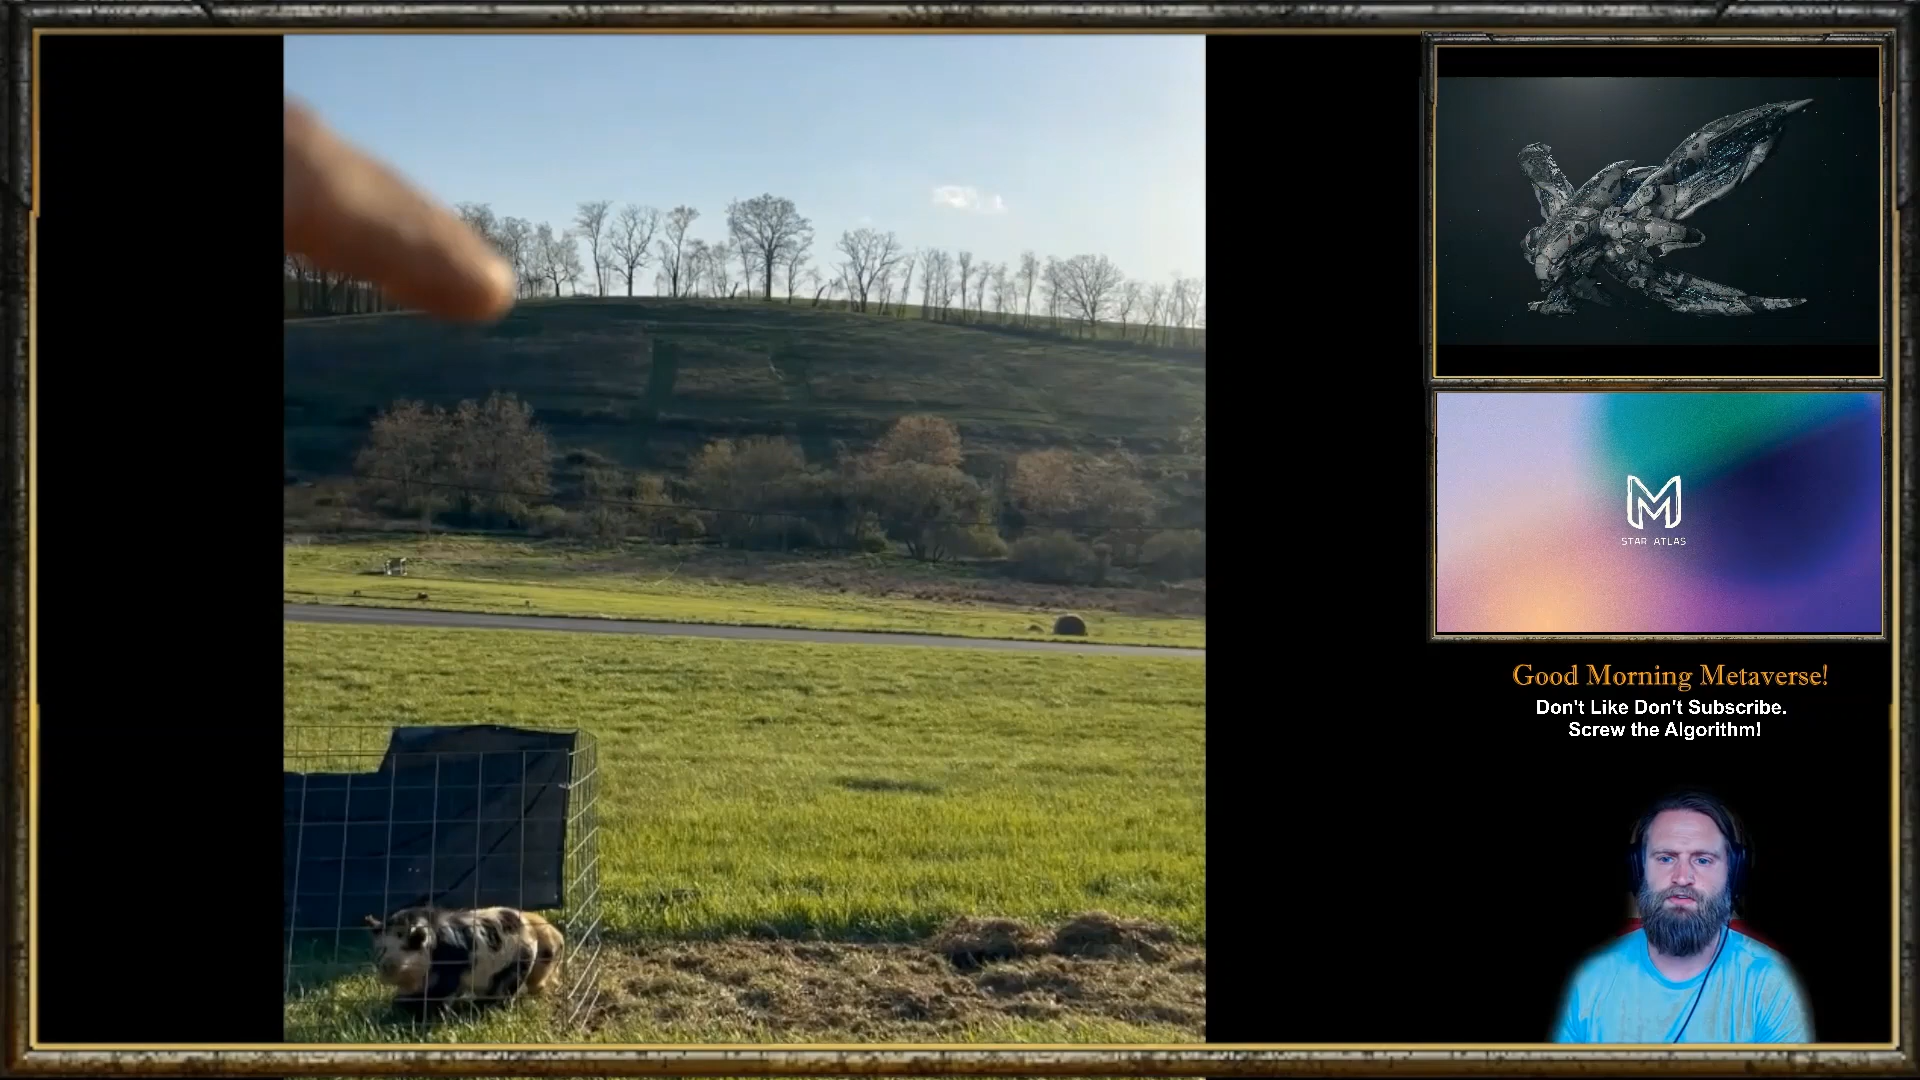 STAR ATLAS
Good Morning Metaverse!
Don't Like Don't Subscribe.
Screw the Algorithm!